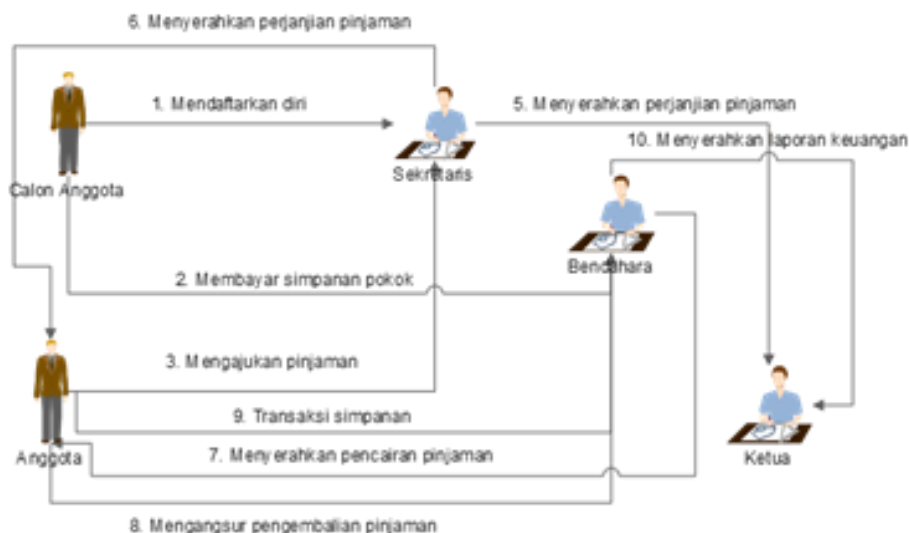 6. Menyerahkan perjanjian pinjaman
1. Mendaftarkan diri
5. Menyerahkan perjanjian pinjaman
10. Menyerahkan laporan keuangan
Sekretaris
Calon Anggota
Bendahara
2. Membayar simpanan pokok
3. Mengajukan pinjaman
9. Transaksi simpanan
Anggota
7. Menyerahkan pencairan pinjaman
Ketua
8. Mengangsur pengembalian pinjaman